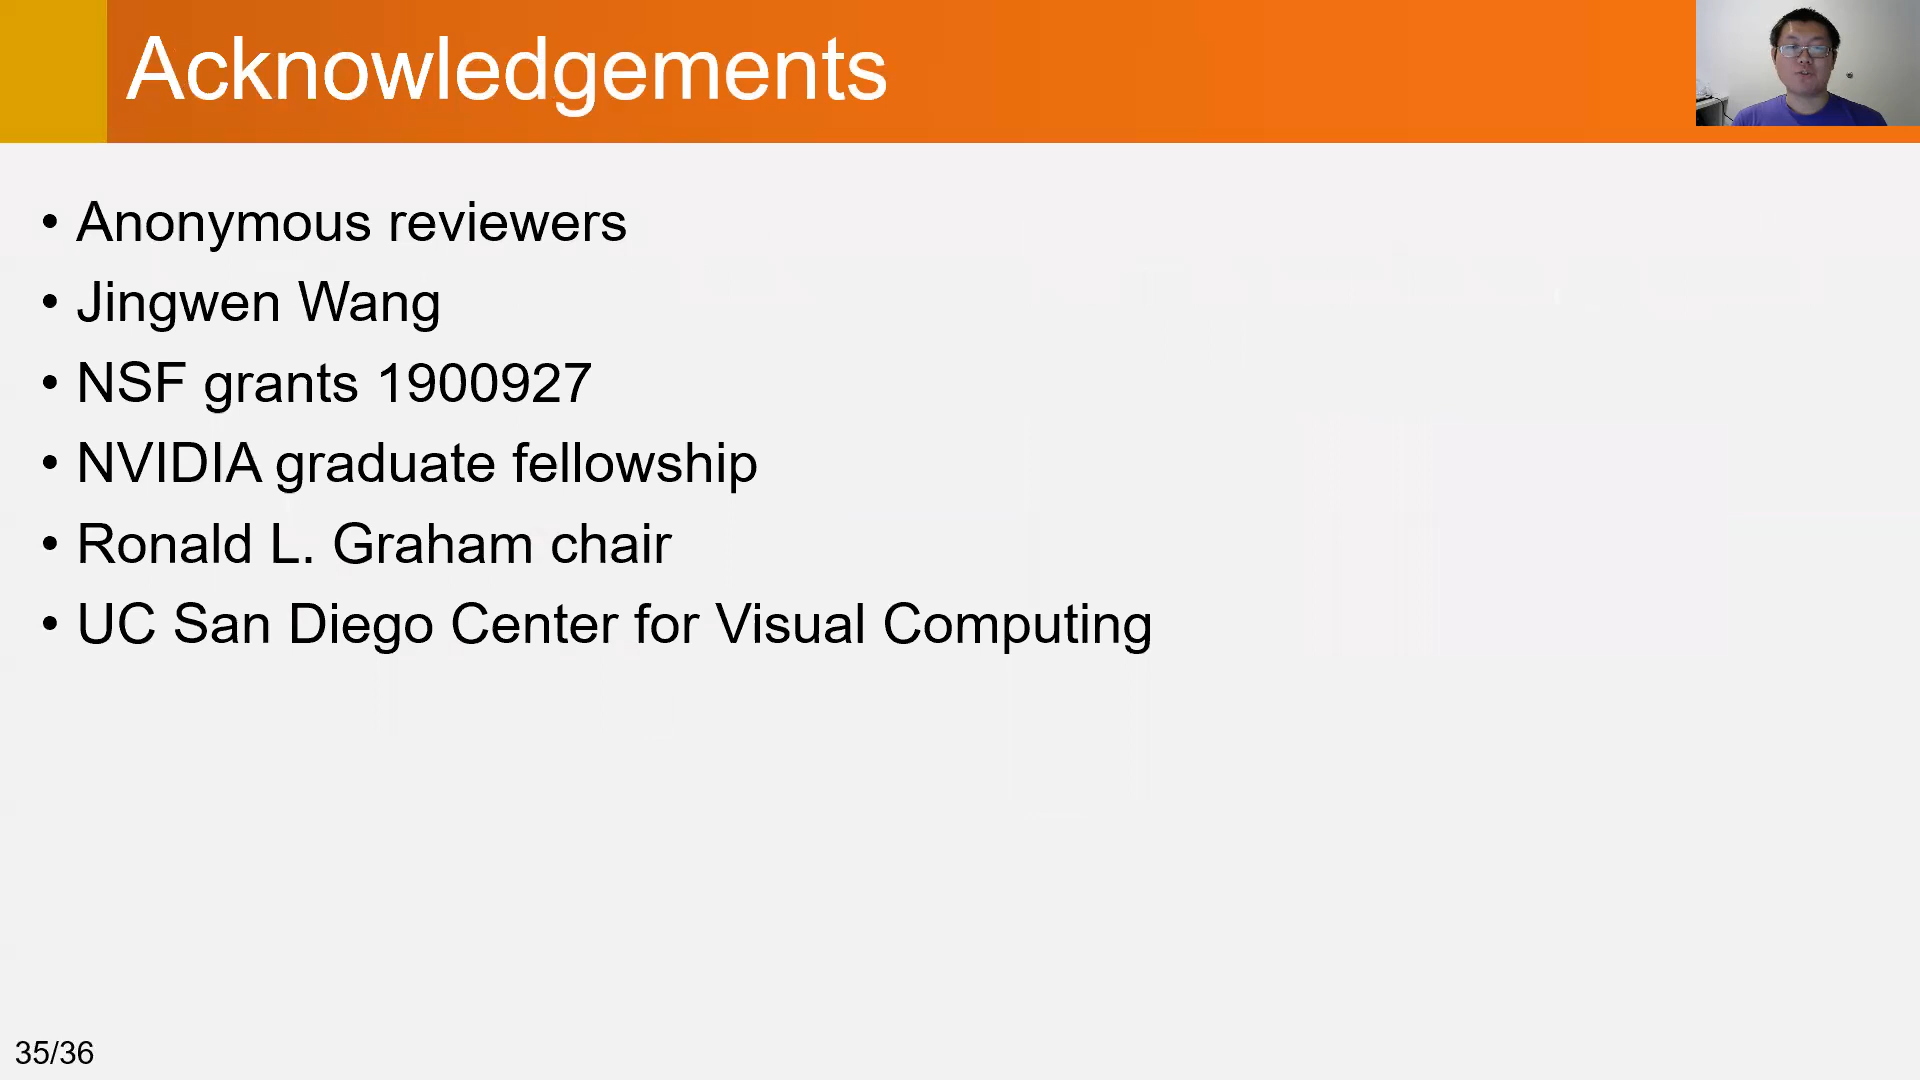 Acknowledgements
• Anonymous reviewers
• Jingwen Wang
• NSF grants 1900927
• NVIDIA graduate fellowship
• Ronald L. Graham chair
• UC San Diego Center for Visual Computing
35/36